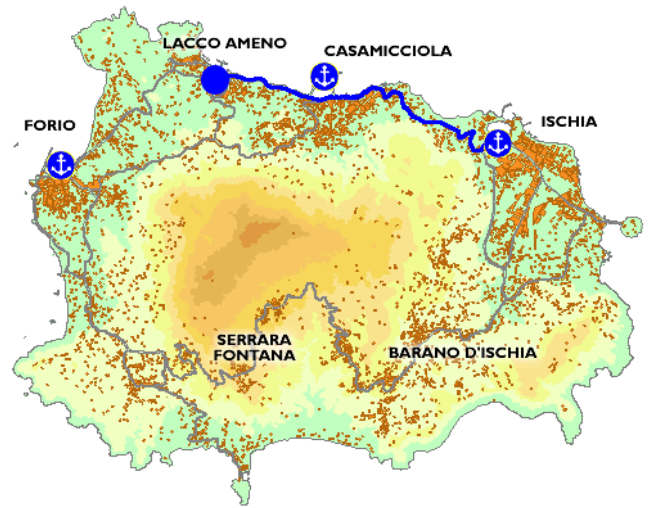 LACCO AMENO
CASAMICCIOLA
FORIO
ISCHIA
SERRARA
FONTANA
BARANO D'ISCHIA